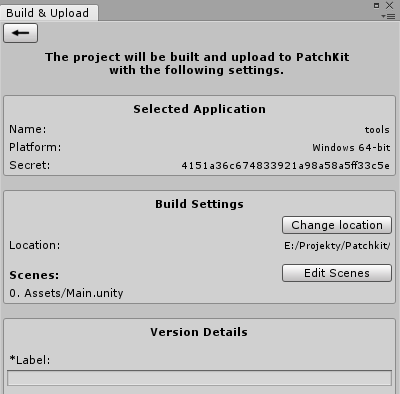 Build & Upload
The project will be built and upload to PatchKit
with the following settings.
Selected Application
Name: tools
Platform: Windows 64-bit
Secret: 4151a36c674833921a98a58a5ff33c5e
Build Settings
Change location
Location: E:/Projekty/Patchkit/
Scenes: Edit Scenes
0. Assets/Main.unity
Version Details
*Label: